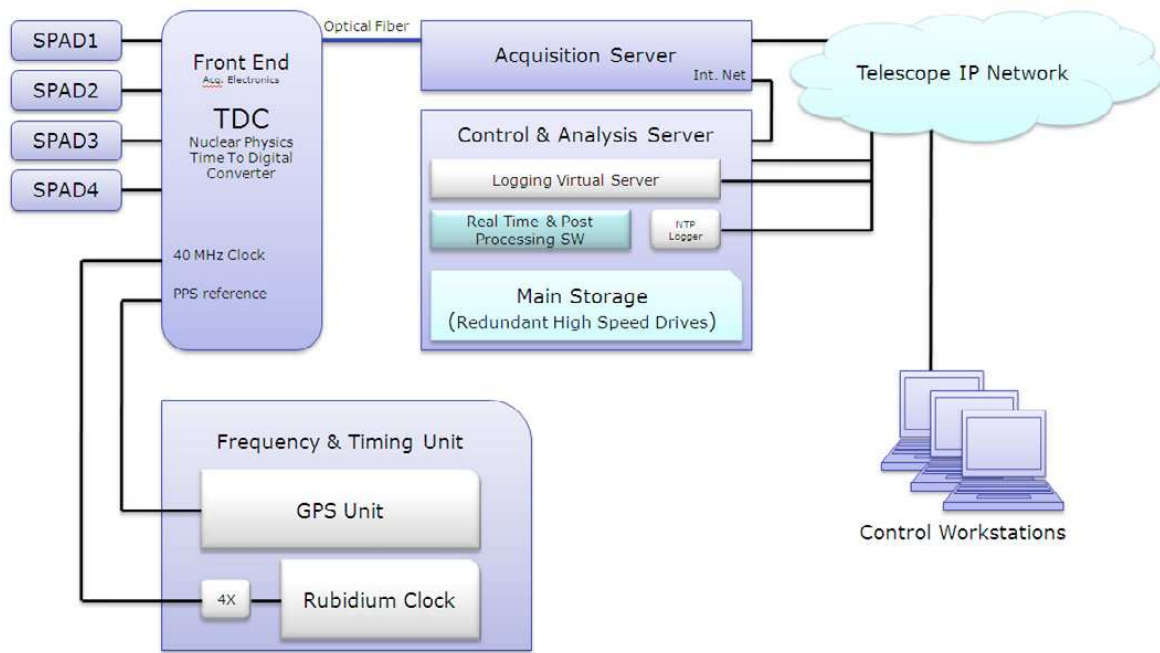 SPAD1
SPAD2
SPAD3
SPAD4
Front End
Acq. Electronics
TDC
Nuclear Physics
Time To Digital
Converter
40 MHz Clock
PPS reference
Optical Fiber
Acquisition Server
Int. Net
Control & Analysis Server
Logging Virtual Server
Real Time & Post
Processing SW
NTP
Logger
Main Storage
(Redundant High Speed Drives)
Telescope IP Network
Control Workstations
Frequency & Timing Unit
GPS Unit
4X
Rubidium Clock